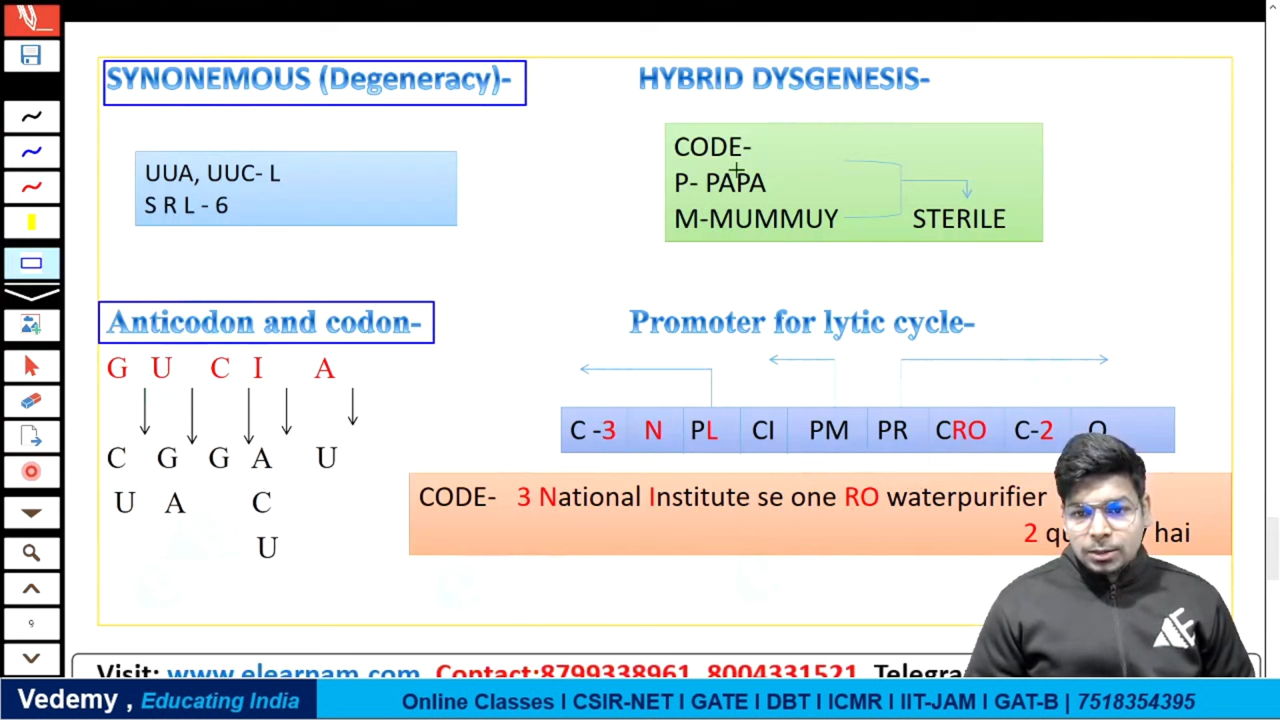 SYNONEMOUS (Degeneracy)-
UUA, UUC- L
S R L - 6
HYBRID DYSGENESIS-
CODE-
P- PAPA
M-MUMMUY STERILE
Anticodon and codon-
G U C I A
C G G A U
U A C
U
Promoter for lytic cycle-
C -3 N PL CI PM PR CRO C-2 Q
CODE- 3 National Institute se one RO waterpurifier
2 hai
9
Visit: www.elearnam.com Contact:8799338961, 8004331521
Vedemy , Educating India
Online Classes I CSIR-NET I GATE I DBT I ICMR I IIT-JAM I GAT-B | 7518354395